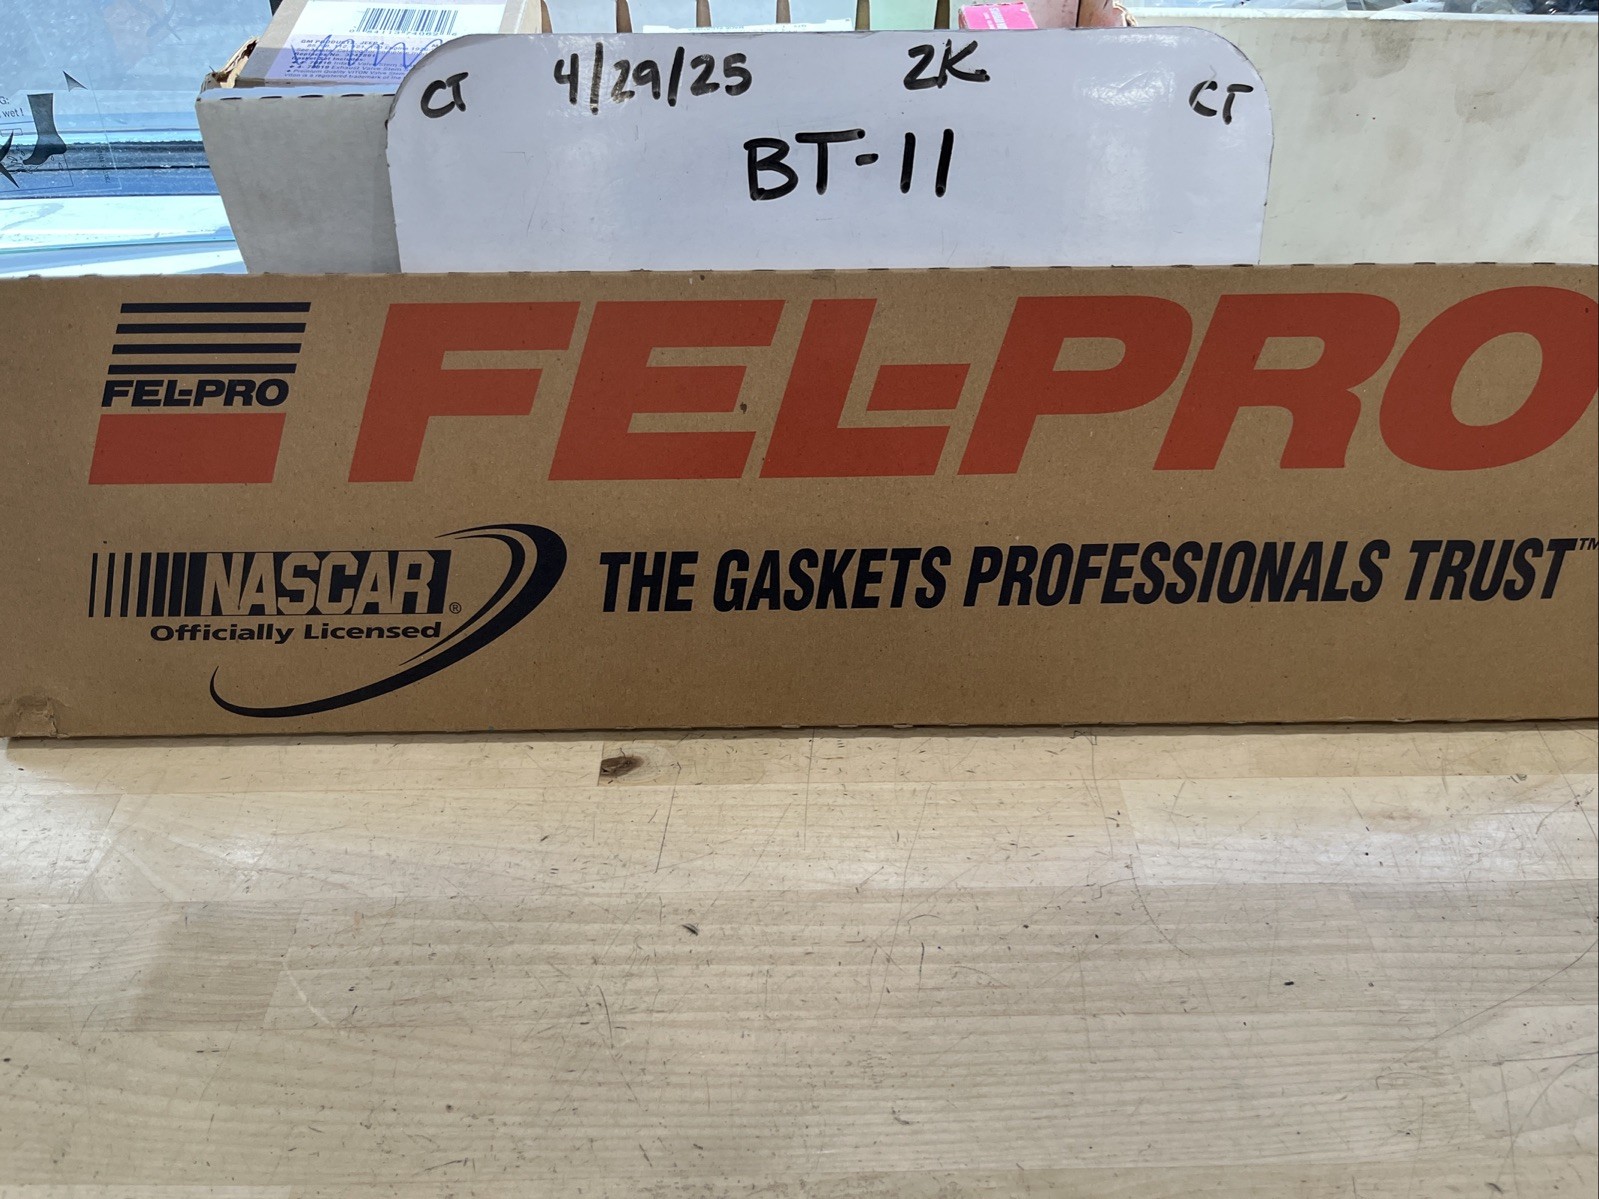 CT 4/29/25 2K CT
BT-11
FEL-PRO
FEL-PRO
NASCAR®
Officially Licensed
THE GASKETS PROFESSIONALS TRUST™
wet!